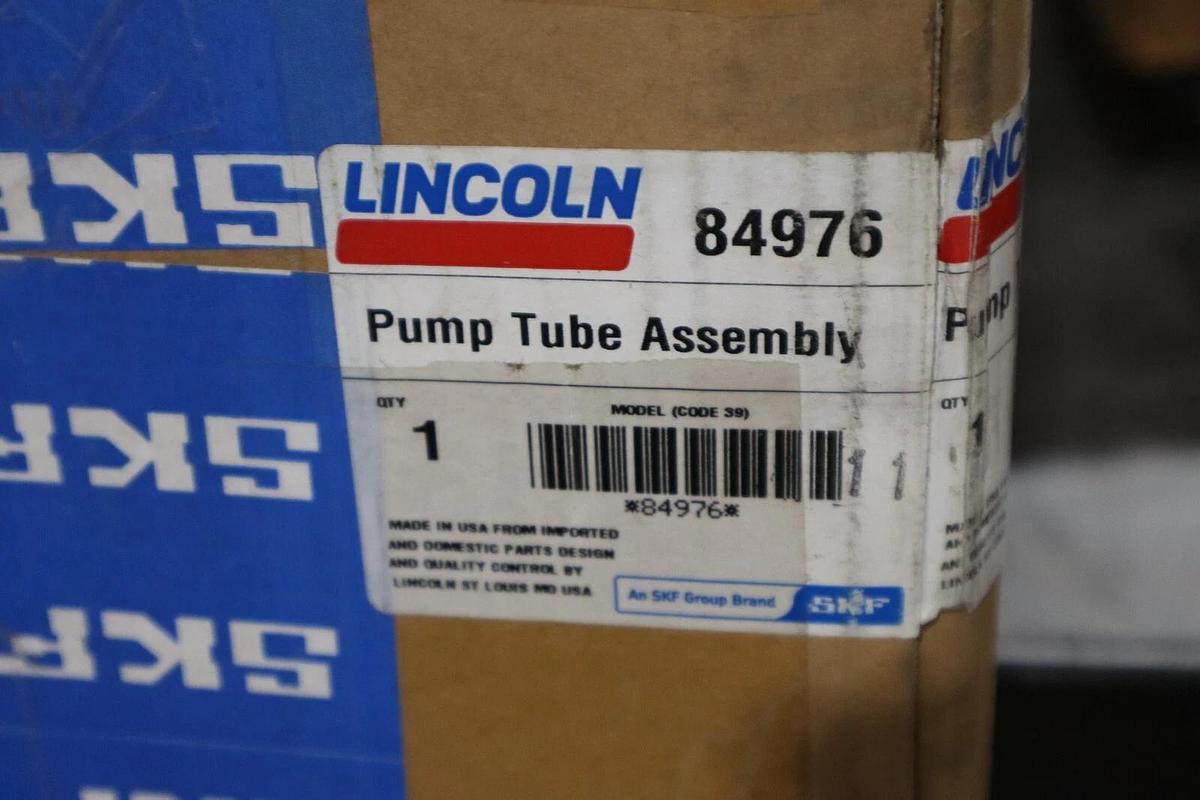 SKF
LINCOLN
84976
Pump Tube Assembly
QTY
1
MODEL (CODE 39)
*84976*
MADE IN USA FROM IMPORTED
AND DOMESTIC PARTS DESIGN
AND QUALITY CONTROL BY
LINCOLN ST LOUIS MO USA
An SKF Group Brand
SKF
SKF
SKF
LINC
Pump
QTY
1